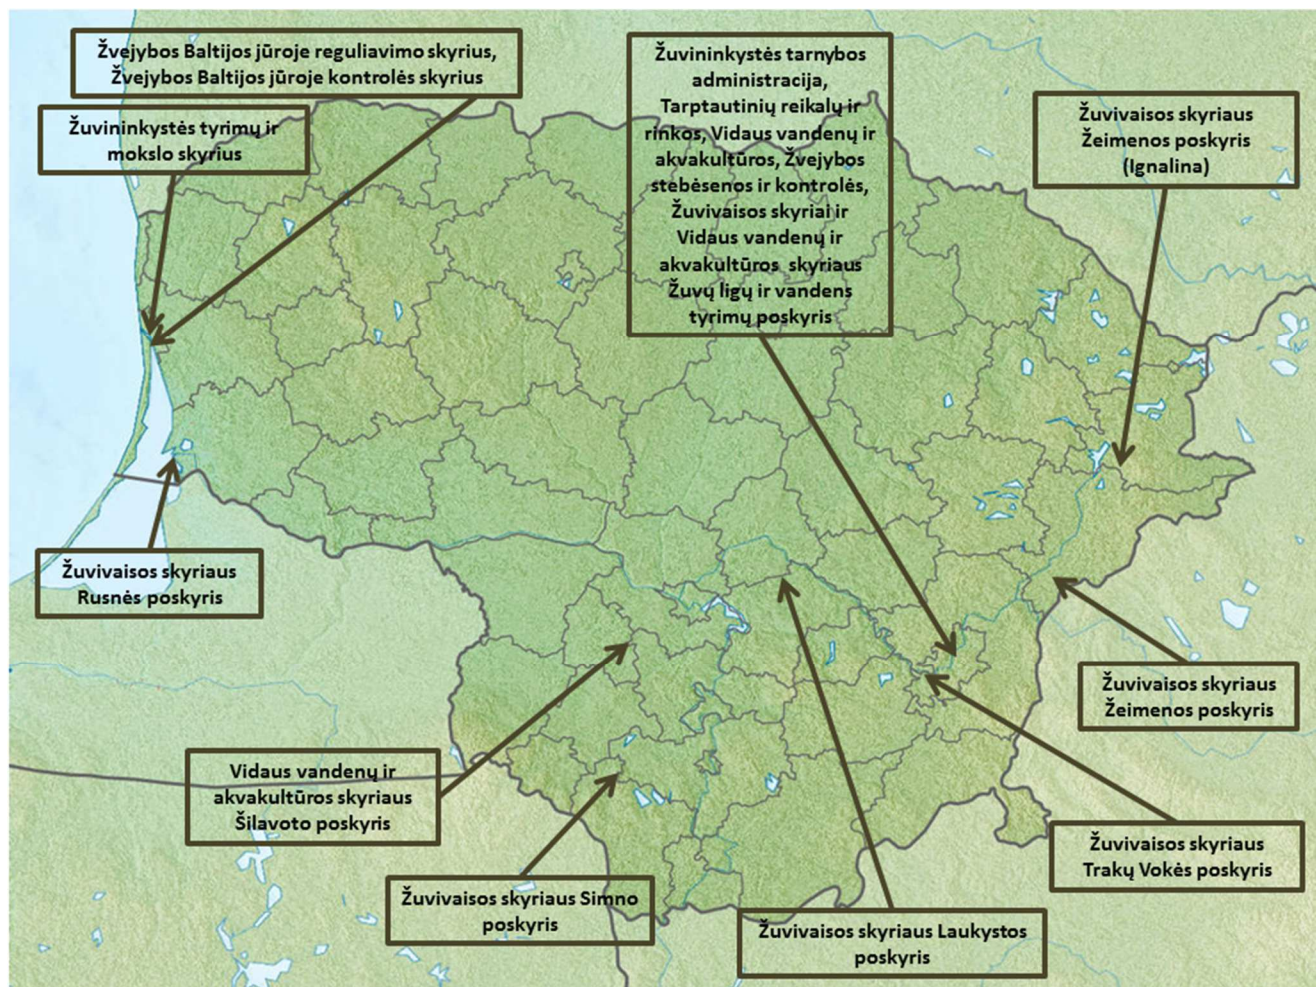 Žvejybos Baltijos jūroje reguliavimo skyrius,
Žvejybos Baltijos jūroje kontrolės skyrius
Žuvininkystės tyrimų ir
mokslo skyrius
Žuvininkystės tarnybos
administracija,
Tarptautinių reikalų ir
rinkos, Vidaus vandenų ir
akvakultūros, Žvejybos
stebėsenos ir kontrolės,
Žuvivaisos skyriai ir
Vidaus vandenų ir
akvakultūros skyriaus
Žuvų ligų ir vandens
tyrimų poskyris
Žuvivaisos skyriaus
Žeimenos poskyris
(Ignalina)
Žuvivaisos skyriaus
Rusnės poskyris
Žuvivaisos skyriaus
Žeimenos poskyris
Vidaus vandenų ir
akvakultūros skyriaus
Šilavoto poskyris
Žuvivaisos skyriaus
Trakų Vokės poskyris
Žuvivaisos skyriaus Simno
poskyris
Žuvivaisos skyriaus Laukystos
poskyris